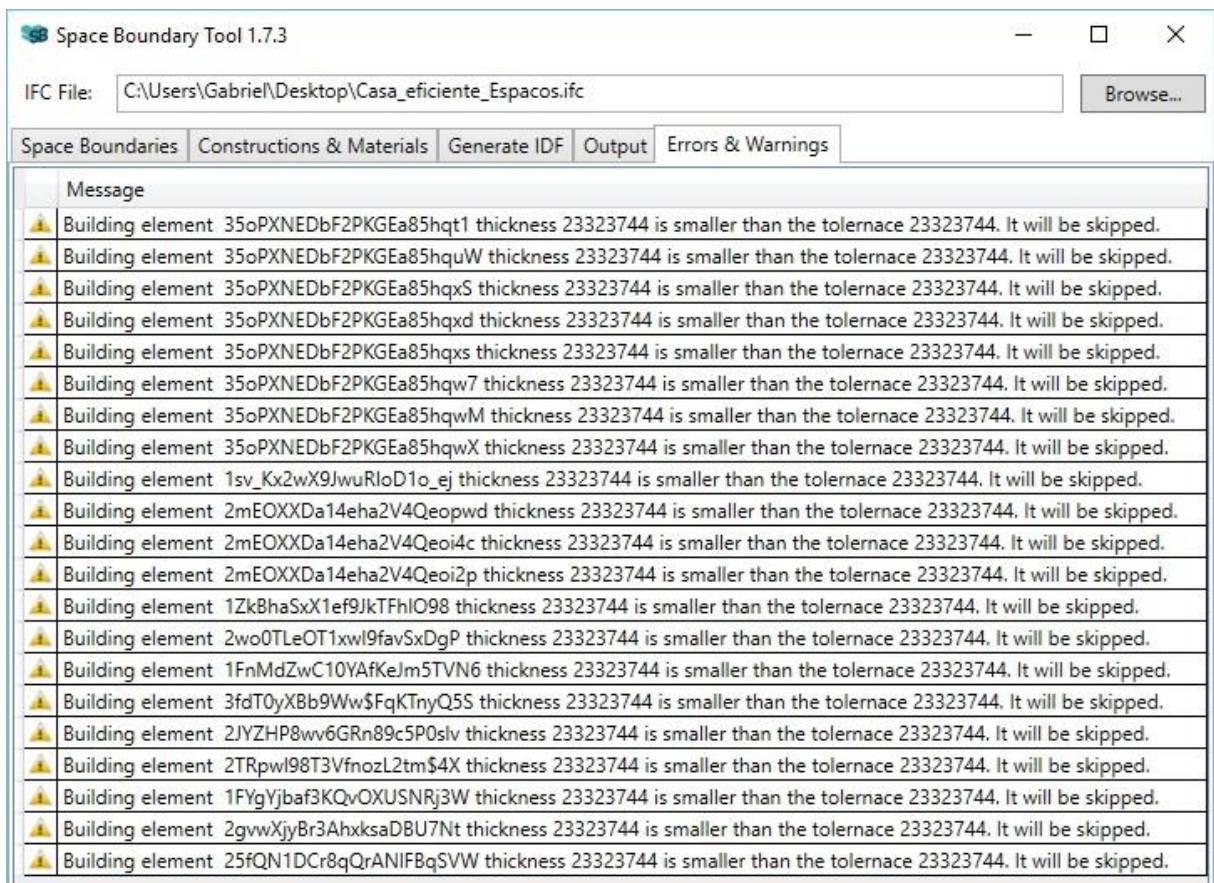 Space Boundary Tool 1.7.3
IFC File: C:\Users\Gabriel\Desktop\Casa_eficiente_Espacos.ifc Browse...
Space Boundaries Constructions & Materials Generate IDF Output Errors & Warnings
Message
Building element 35oPXNEDbF2PKGEa85hqt1 thickness 23323744 is smaller than the tolernace 23323744. It will be skipped.
Building element 35oPXNEDbF2PKGEa85hquW thickness 23323744 is smaller than the tolernace 23323744. It will be skipped.
Building element 35oPXNEDbF2PKGEa85hqxS thickness 23323744 is smaller than the tolernace 23323744. It will be skipped.
Building element 35oPXNEDbF2PKGEa85hqxd thickness 23323744 is smaller than the tolernace 23323744. It will be skipped.
Building element 35oPXNEDbF2PKGEa85hqxs thickness 23323744 is smaller than the tolernace 23323744. It will be skipped.
Building element 35oPXNEDbF2PKGEa85hqw7 thickness 23323744 is smaller than the tolernace 23323744. It will be skipped.
Building element 35oPXNEDbF2PKGEa85hqwM thickness 23323744 is smaller than the tolernace 23323744. It will be skipped.
Building element 35oPXNEDbF2PKGEa85hqwX thickness 23323744 is smaller than the tolernace 23323744. It will be skipped.
Building element 1sv_Kx2wX9JwuRIoD1o_ej thickness 23323744 is smaller than the tolernace 23323744. It will be skipped.
Building element 2mEOXXDa14eha2V4Qeopwd thickness 23323744 is smaller than the tolernace 23323744. It will be skipped.
Building element 2mEOXXDa14eha2V4Qeoi4c thickness 23323744 is smaller than the tolernace 23323744. It will be skipped.
Building element 2mEOXXDa14eha2V4Qeoi2p thickness 23323744 is smaller than the tolernace 23323744. It will be skipped.
Building element 1ZkBhaSxX1ef9JkTFhIO98 thickness 23323744 is smaller than the tolernace 23323744. It will be skipped.
Building element 2wo0TLeOT1xwI9favSxDgP thickness 23323744 is smaller than the tolernace 23323744. It will be skipped.
Building element 1FnMdZwC10YAfKeJm5TVN6 thickness 23323744 is smaller than the tolernace 23323744. It will be skipped.
Building element 3fdT0yXBb9Ww$FqKTnyQ5S thickness 23323744 is smaller than the tolernace 23323744. It will be skipped.
Building element 2JYZHP8wv6GRn89c5P0slv thickness 23323744 is smaller than the tolernace 23323744. It will be skipped.
Building element 2TRpwI98T3VfnozL2tm$4X thickness 23323744 is smaller than the tolernace 23323744. It will be skipped.
Building element 1FYgYjbaf3KQvOXUSNRj3W thickness 23323744 is smaller than the tolernace 23323744. It will be skipped.
Building element 2gvwXjyBr3AhxksaDBU7Nt thickness 23323744 is smaller than the tolernace 23323744. It will be skipped.
Building element 25fQN1DCr8qQrANIFBqSVW thickness 23323744 is smaller than the tolernace 23323744. It will be skipped.